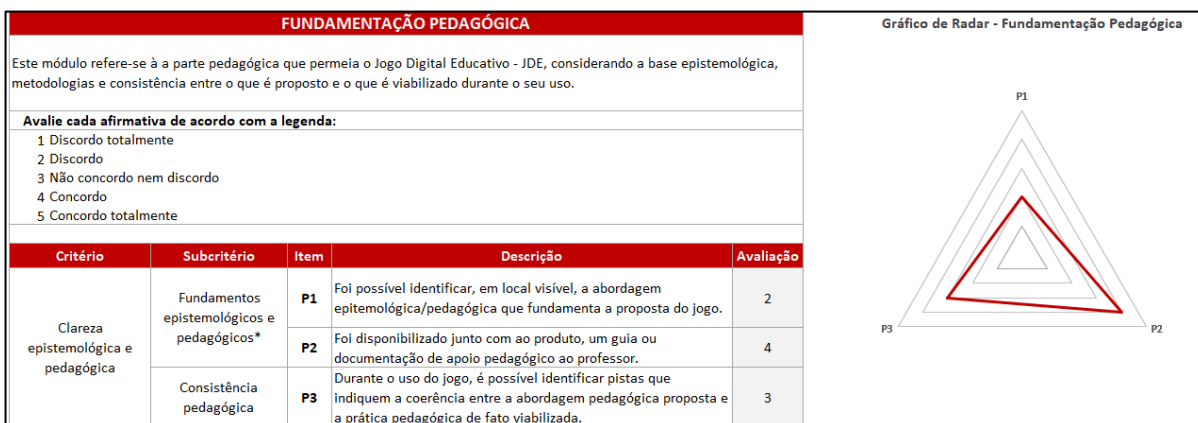 FUNDAMENTAÇÃO PEDAGÓGICA
Este módulo refere-se à a parte pedagógica que permeia o Jogo Digital Educativo - JDE, considerando a base epistemológica,
metodologias e consistência entre o que é proposto e o que é viabilizado durante o seu uso.
Avalie cada afirmativa de acordo com a legenda:
1 Discordo totalmente
2 Discordo
3 Não concordo nem discordo
4 Concordo
5 Concordo totalmente
Critério Subcritério Item Descrição Avaliação
Clareza
epistemológica e
pedagógica
Fundamentos
epistemológicos e
pedagógicos*
P1
Foi possível identificar, em local visível, a abordagem
epitemológica/pedagógica que fundamenta a proposta do jogo.
2
P2
Foi disponibilizado junto com ao produto, um guia ou
documentação de apoio pedagógico ao professor.
4
Consistência
pedagógica
P3
Durante o uso do jogo, é possível identificar pistas que
indiquem a coerência entre a abordagem pedagógica proposta e
a prática pedagógica de fato viabilizada.
3
Gráfico de Radar - Fundamentação Pedagógica
P1
P3
P2